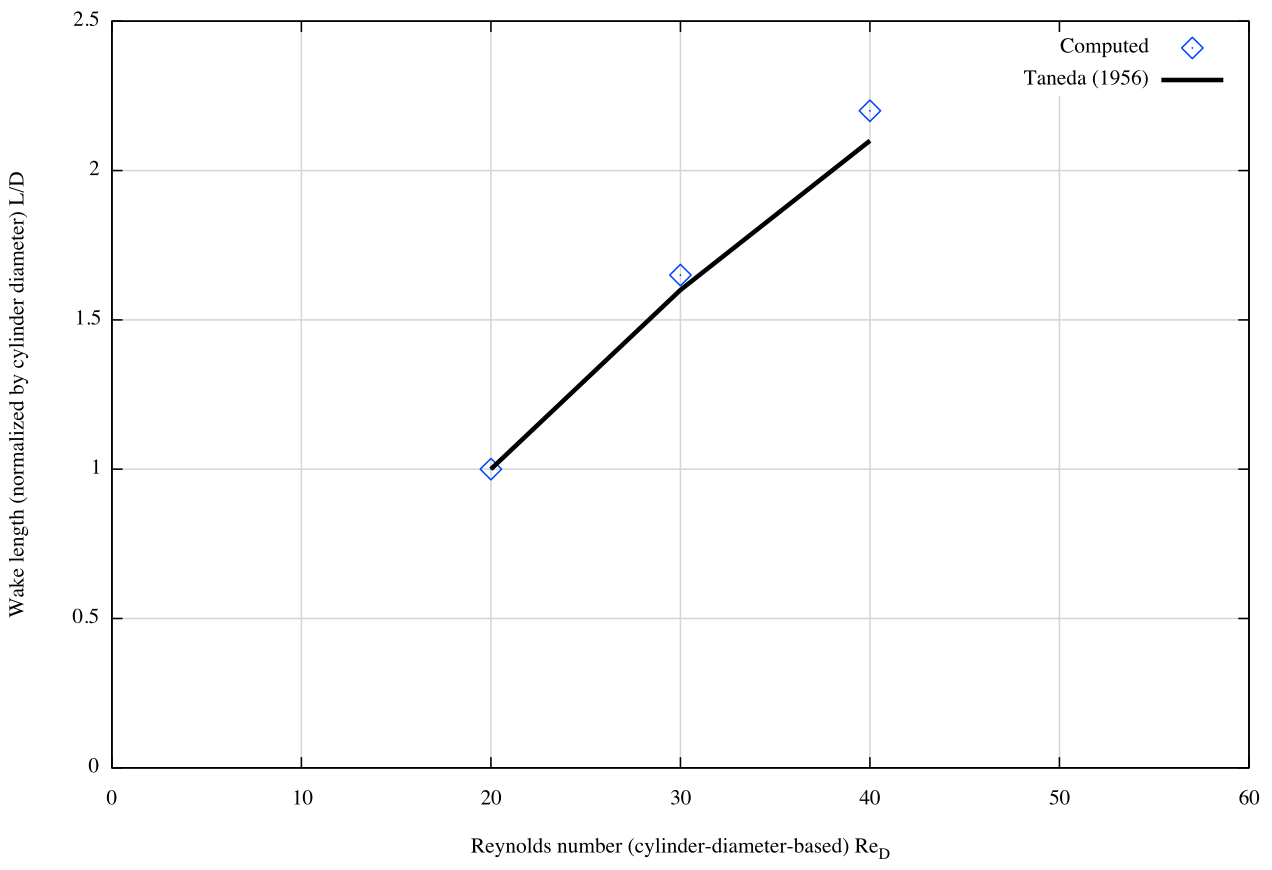 2.5
2
1.5
1
0.5
0
0 10 20 30 40 50 60
Wake length (normalized by cylinder diameter) L/D
Reynolds number (cylinder-diameter-based) Re_D
Computed
Taneda (1956)